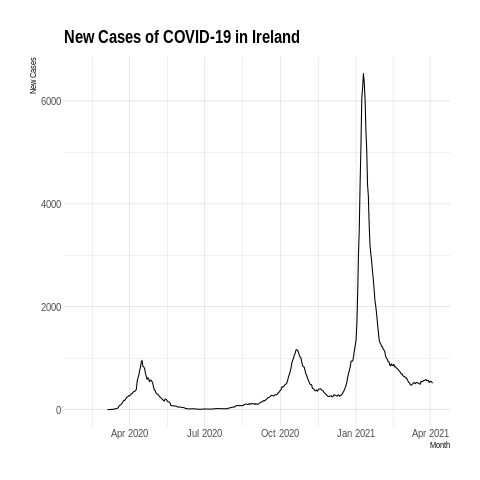 New Cases of COVID-19 in Ireland
New Cases
6000
4000
2000
0
Apr 2020 Jul 2020 Oct 2020 Jan 2021 Apr 2021
Month